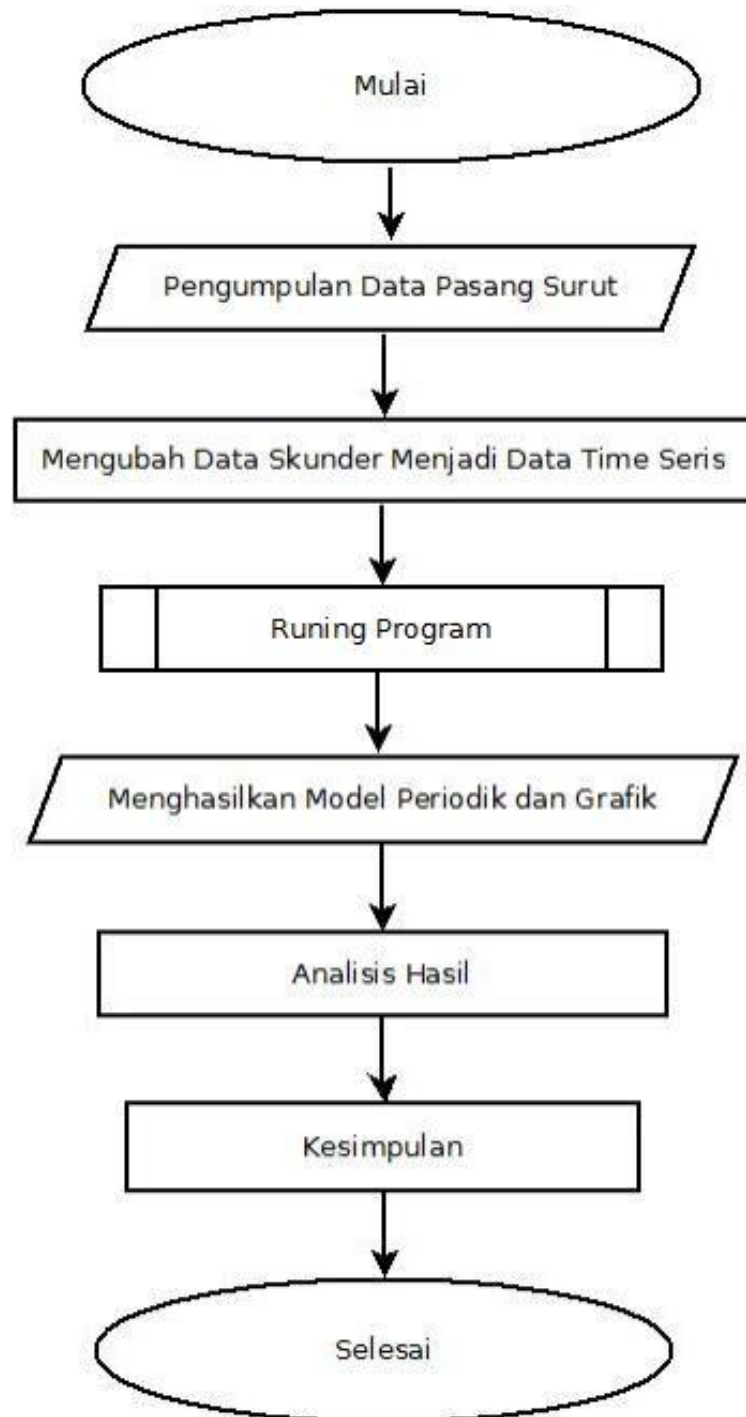 Mulai
Pengumpulan Data Pasang Surut
Mengubah Data Skunder Menjadi Data Time Seris
Runing Program
Menghasilkan Model Periodik dan Grafik
Analisis Hasil
Kesimpulan
Selesai